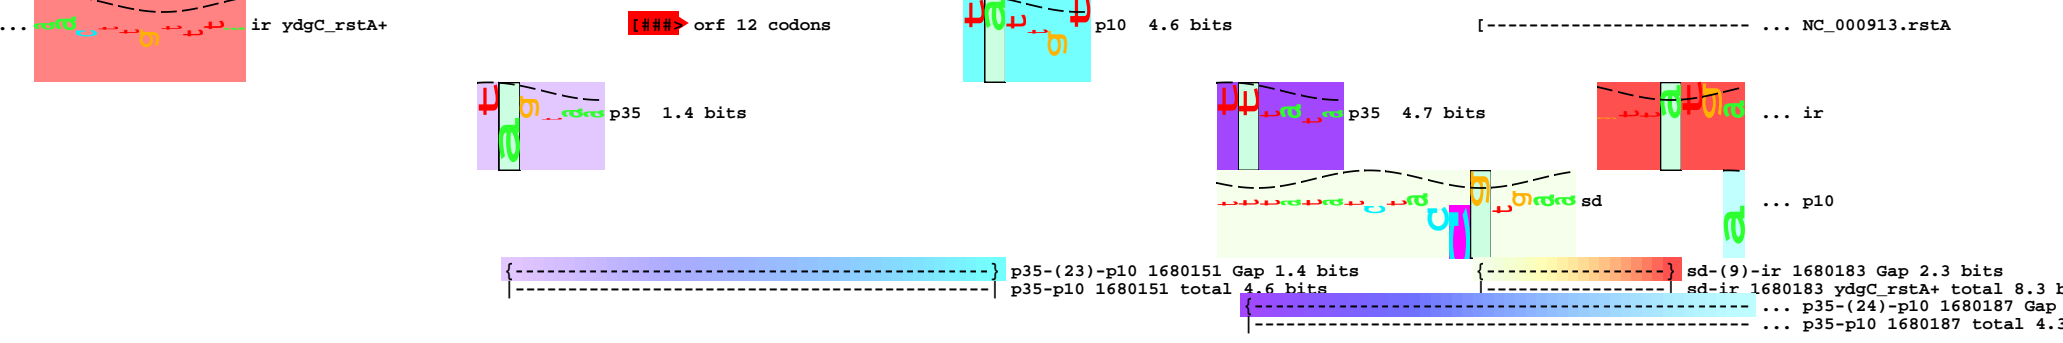 ... ir ydgC_rstA+ [###> orf 12 codons p10 4.6 bits [------------------------- ... NC_000913.rstA
p35 1.4 bits p35 4.7 bits ... ir
sd ... p10
{---------------------------------------------} p35-(23)-p10 1680151 Gap 1.4 bits {-----------------} sd-(9)-ir 1680183 Gap 2.3 bits
|---------------------------------------------| p35-p10 1680151 total 4.6 bits |-----------------| sd-ir 1680183 ydgC_rstA+ total 8.3 b
{----------------------------------------------- ... p35-(24)-p10 1680187 Gap
|----------------------------------------------- ... p35-p10 1680187 total 4.3